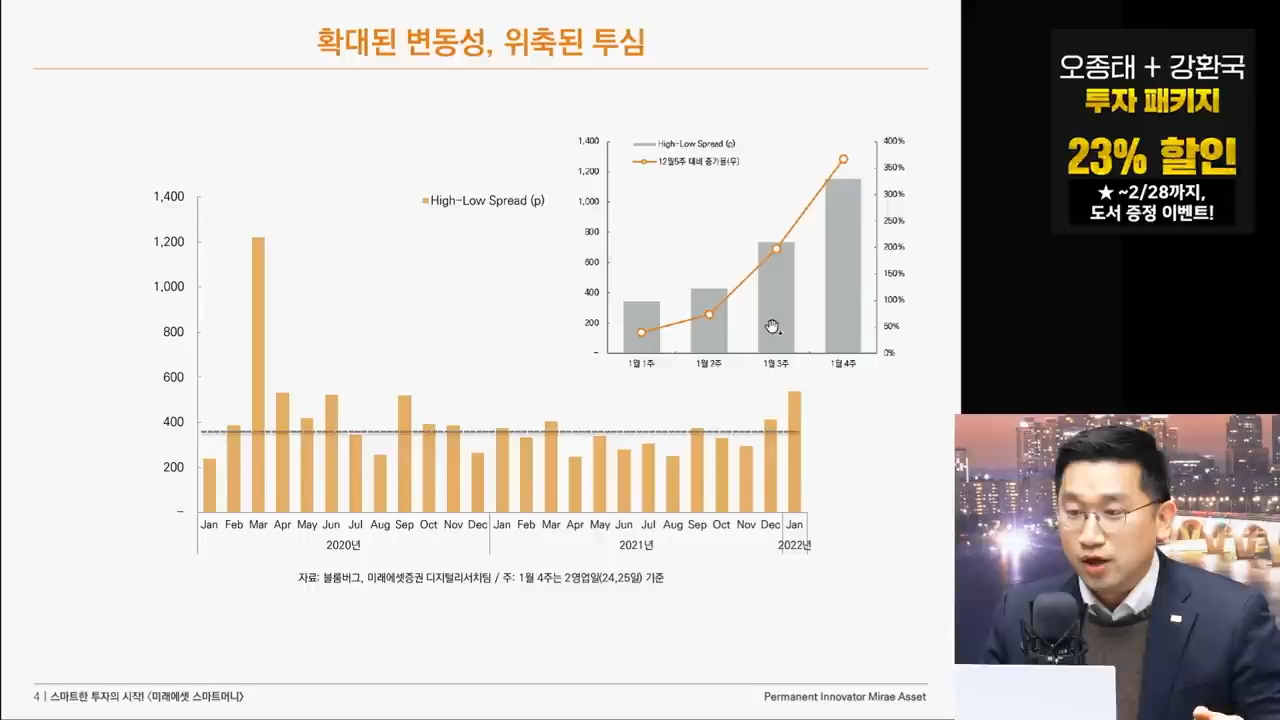 확대된 변동성, 위축된 투심
오종태 + 강환국
투자 패키지
23% 할인
★ ~2/28까지,
도서 증정 이벤트!
1,400
1,200
1,000
800
600
400
200
–
High-Low Spread (p)
12월5주 대비 증가율(우)
400%
350%
300%
250%
200%
150%
100%
50%
0%
1월 1주 1월 2주 1월 3주 1월 4주
1,400
1,200
1,000
800
600
400
200
–
High-Low Spread (p)
Jan Feb Mar Apr May Jun Jul Aug Sep Oct Nov Dec Jan Feb Mar Apr May Jun Jul Aug Sep Oct Nov Dec Jan
2020년 2021년 2022년
자료: 블룸버그, 미래에셋증권 디지털리서치팀 / 주: 1월 4주는 2영업일(24,25일) 기준
4 | 스마트한 투자의 시작! <미래에셋 스마트머니>
Permanent Innovator Mirae Asset